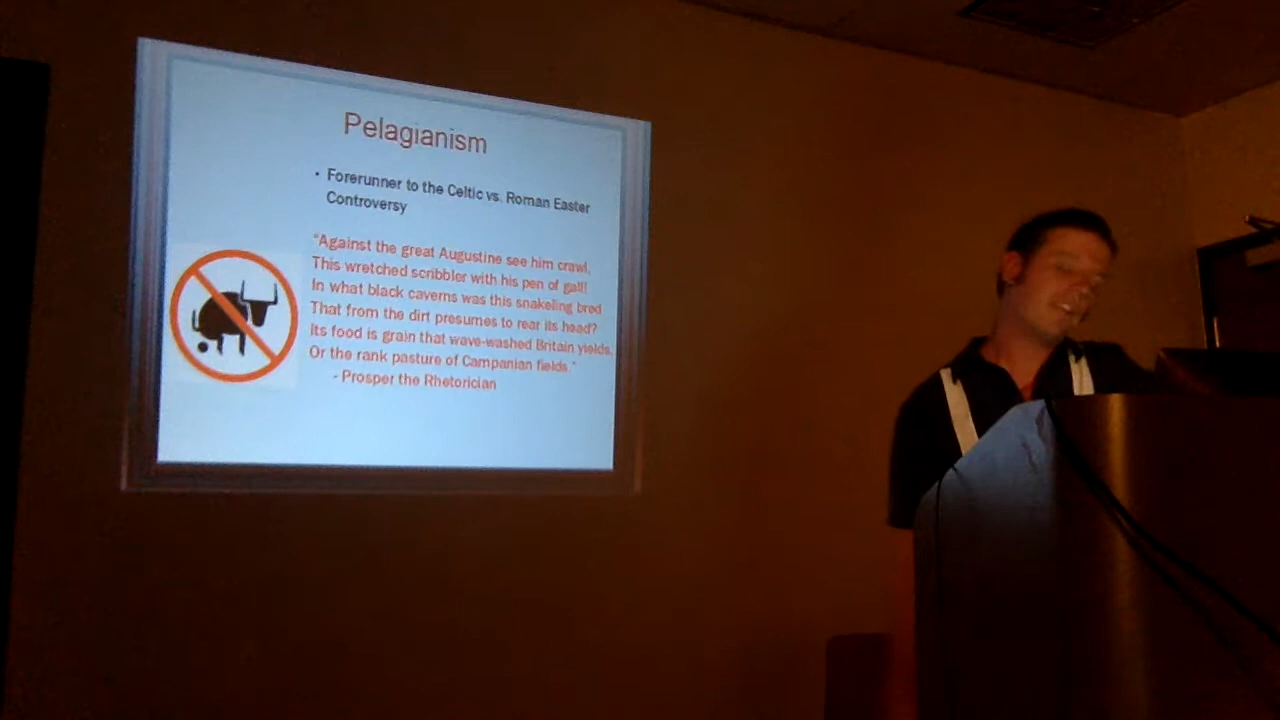 Pelagianism
• Forerunner to the Celtic vs. Roman Easter
Controversy
"Against the great Augustine see him crawl,
This wretched scribbler with his pen of gall!
In what black caverns was this snakeling bred
That from the dirt presumes to rear its head?
Its food is grain that wave-washed Britain yields,
Or the rank pasture of Campanian fields."
- Prosper the Rhetorician